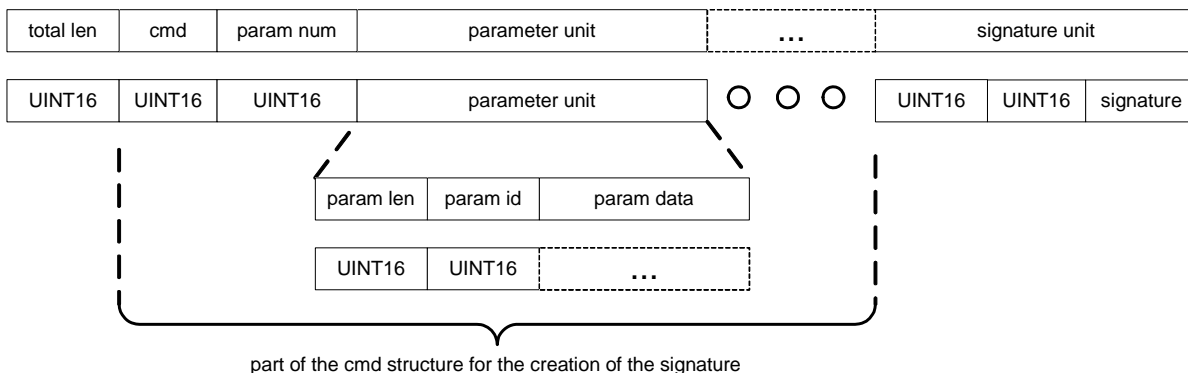 total len cmd param num parameter unit ... signature unit
UINT16 UINT16 UINT16 parameter unit UINT16 UINT16 signature
param len param id param data
UINT16 UINT16 ...
part of the cmd structure for the creation of the signature